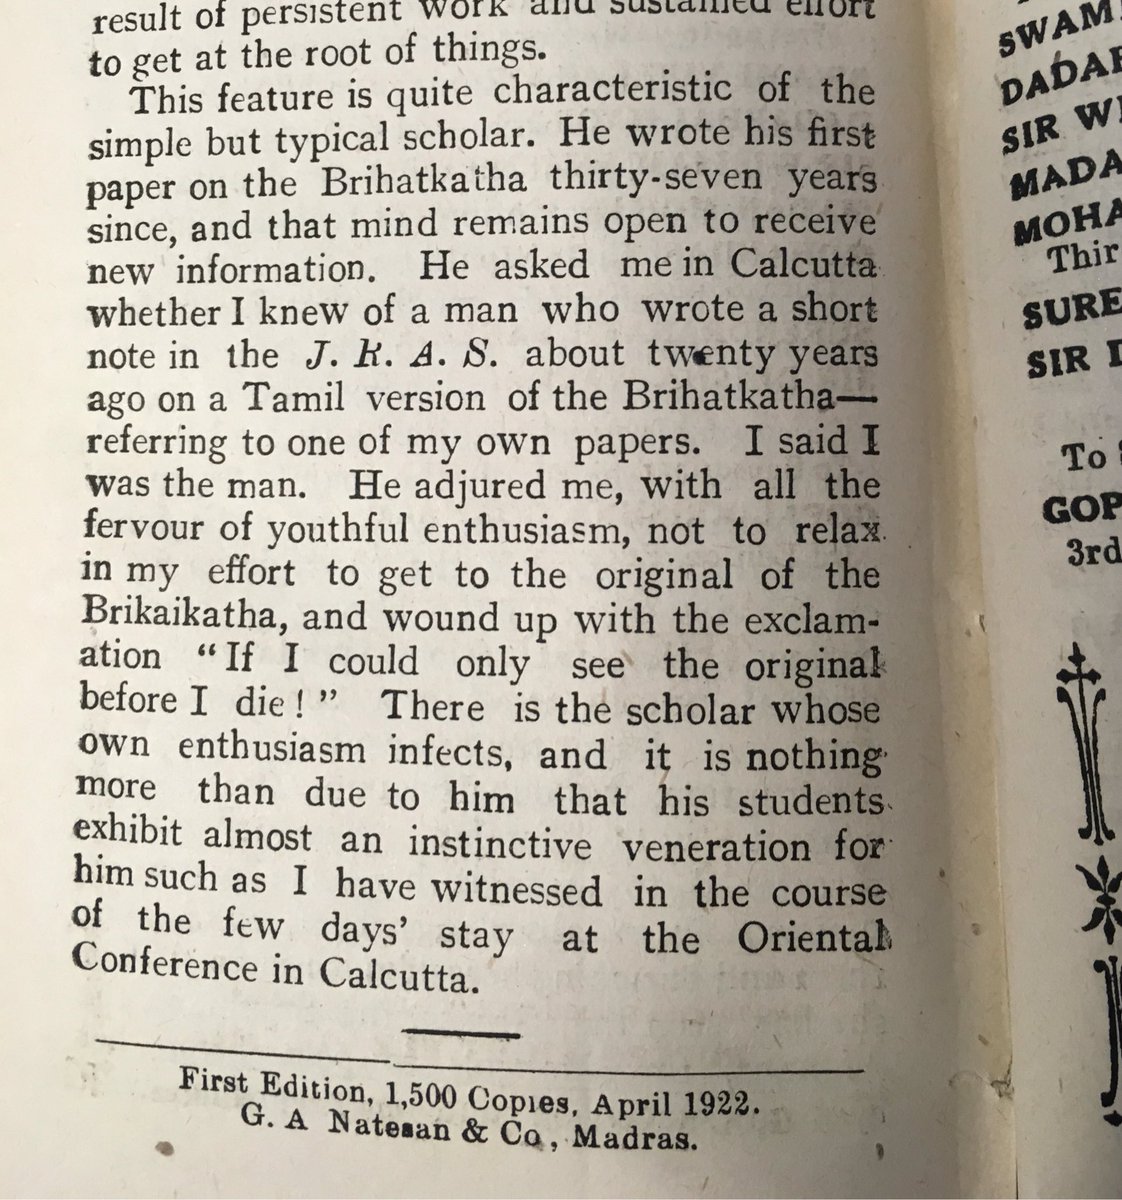 result of persistent work and sustained effort
to get at the root of things.
This feature is quite characteristic of the
simple but typical scholar. He wrote his first
paper on the Brihatkatha thirty-seven years
since, and that mind remains open to receive
new information. He asked me in Calcutta
whether I knew of a man who wrote a short
note in the J. R. A. S. about twenty years
ago on a Tamil version of the Brihatkatha—
referring to one of my own papers. I said I
was the man. He adjured me, with all the
fervour of youthful enthusiasm, not to relax
in my effort to get to the original of the
Brikaikatha, and wound up with the exclam-
ation “If I could only see the original
before I die!” There is the scholar whose
own enthusiasm infects, and it is nothing
more than due to him that his students
exhibit almost an instinctive veneration for
him such as I have witnessed in the course
of the few days’ stay at the Oriental
Conference in Calcutta.
First Edition, 1,500 Copies, April 1922.
G. A Natesan & Co, Madras.
SWAM
DADA
SIR W
MADA
MOHA
Thir
SURE
SIR
To
GOP
3rd